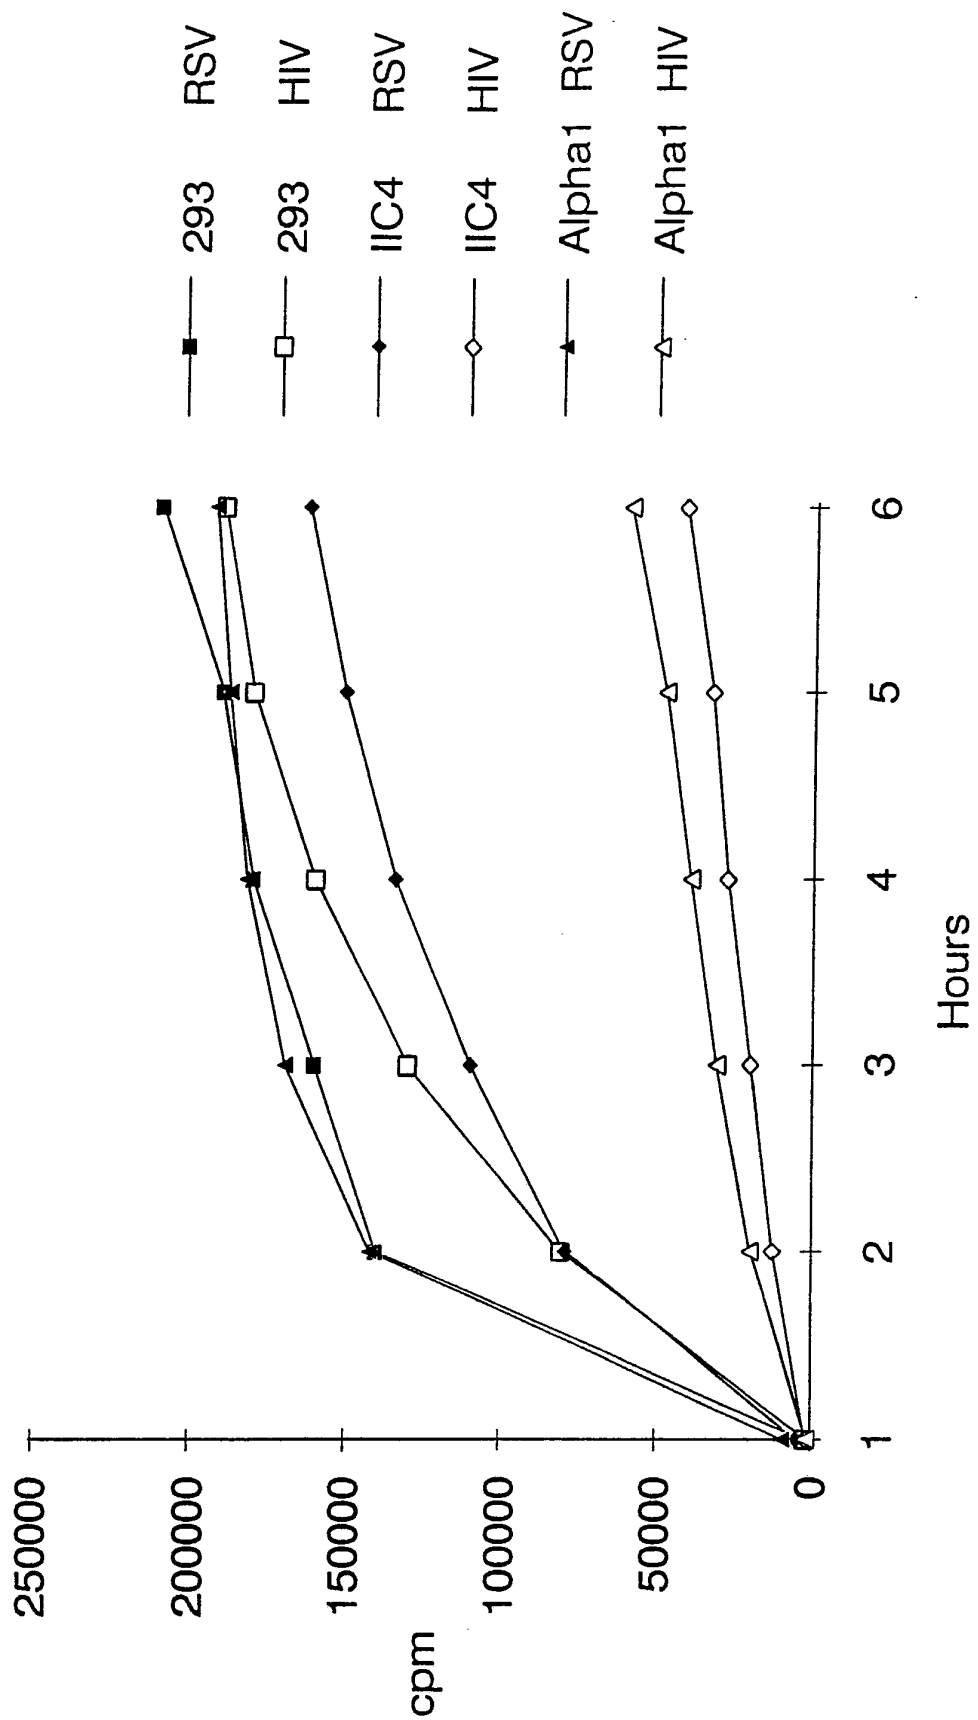 250000
200000
150000
100000
50000
0
cpm
1
2
3
4
5
6
Hours
293 RSV
293 HIV
IIC4 RSV
IIC4 HIV
Alpha1 RSV
Alpha1 HIV